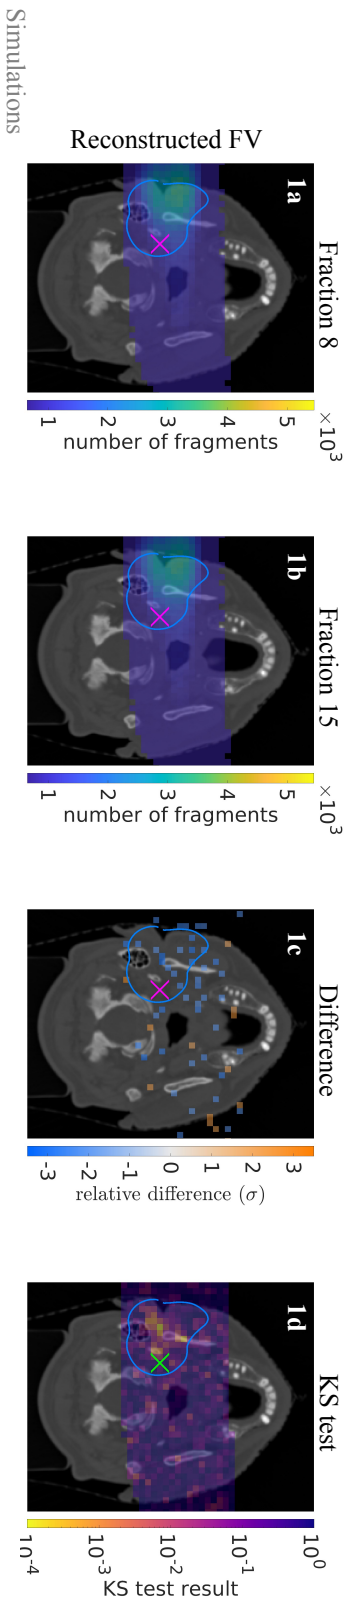 Simulations
Reconstructed FV
Fraction 8
1a
×10³
1 2 3 4 5
number of fragments
Fraction 15
1b
×10³
1 2 3 4 5
number of fragments
Difference
1c
-3 -2 -1 0 1 2 3
relative difference (σ)
KS test
1d
10⁻⁴ 10⁻³ 10⁻² 10⁻¹ 10⁰
KS test result